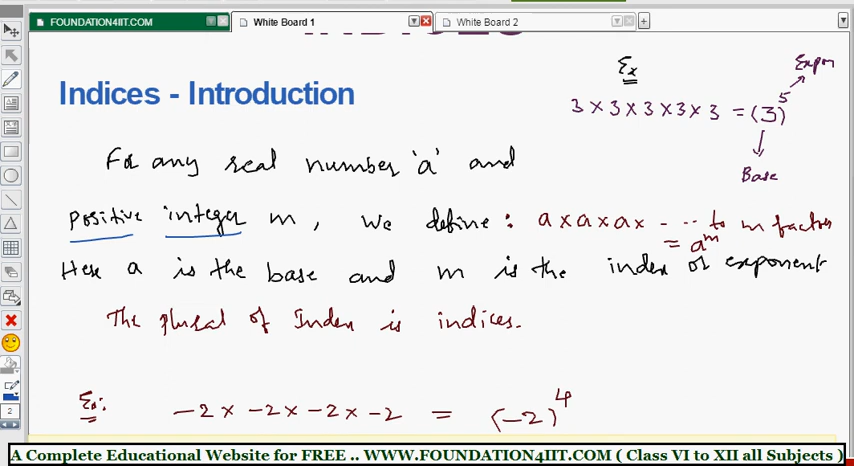 FOUNDATION4IIT.COM White Board 1 White Board 2
Indices - Introduction
Ex
3 × 3 × 3 × 3 × 3 = (3)^5
Expon
Base
For any real number 'a' and
positive integer m, we define: a × a × a × - ... to m factors
= a^m
Here a is the base and m is the index or exponent
The plural of Index is indices.
Ex:
-2 × -2 × -2 × -2 = (-2)^4
2
A Complete Educational Website for FREE .. WWW.FOUNDATION4IIT.COM ( Class VI to XII all Subjects )